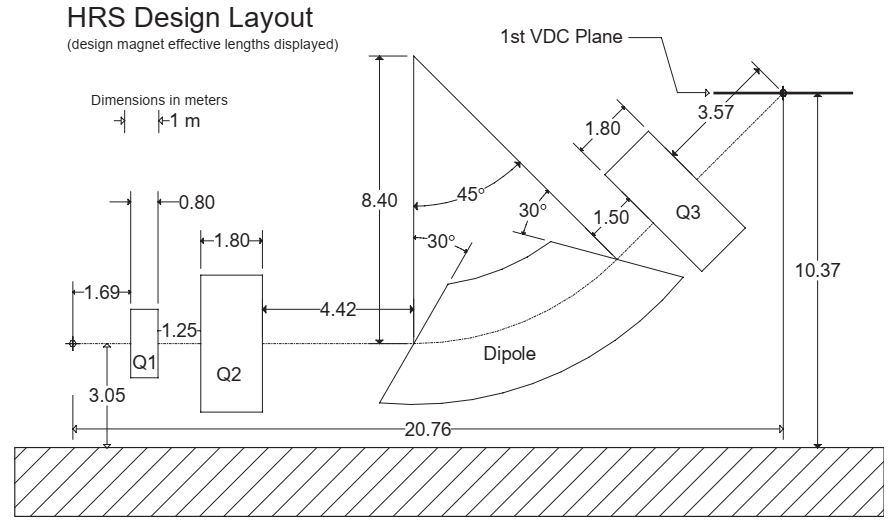 HRS Design Layout
(design magnet effective lengths displayed)
1st VDC Plane
Dimensions in meters
1 m
3.57
1.80
0.80
8.40
45°
30°
1.50
Q3
1.80
30°
10.37
1.69
4.42
1.25
Q1
Q2
Dipole
3.05
20.76